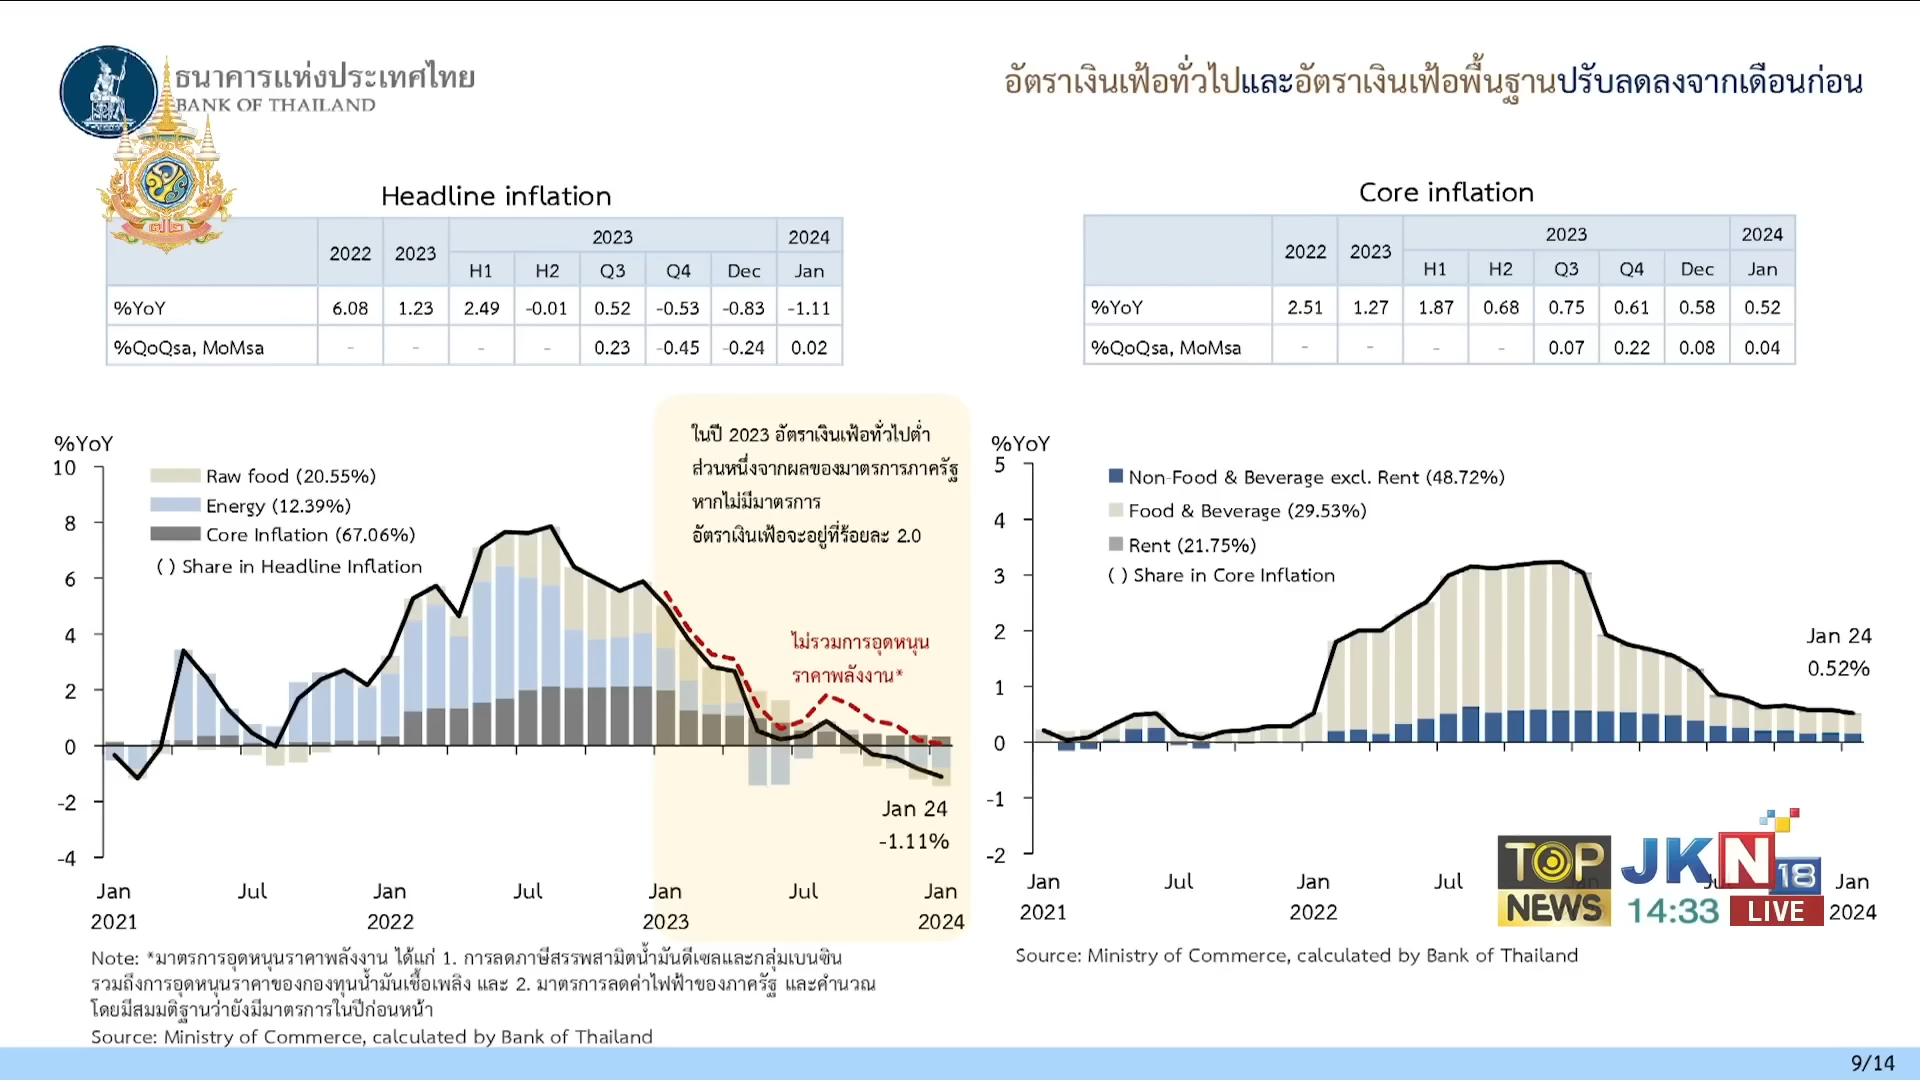 ธนาคารแห่งประเทศไทย
BANK OF THAILAND
อัตราเงินเฟ้อทั่วไปและอัตราเงินเฟ้อพื้นฐานปรับลดลงจากเดือนก่อน
Headline inflation
2022 2023 2023 2024
H1 H2 Q3 Q4 Dec Jan
%YoY 6.08 1.23 2.49 -0.01 0.52 -0.53 -0.83 -1.11
%QoQsa, MoMsa - - - - 0.23 -0.45 -0.24 0.02
Core inflation
2022 2023 2023 2024
H1 H2 Q3 Q4 Dec Jan
%YoY 2.51 1.27 1.87 0.68 0.75 0.61 0.58 0.52
%QoQsa, MoMsa - - - - 0.07 0.22 0.08 0.04
%YoY
10
8
6
4
2
0
-2
-4
Raw food (20.55%)
Energy (12.39%)
Core Inflation (67.06%)
( ) Share in Headline Inflation
ในปี 2023 อัตราเงินเฟ้อทั่วไปต่ำ
ส่วนหนึ่งจากผลของมาตรการภาครัฐ
หากไม่มีมาตรการ
อัตราเงินเฟ้อจะอยู่ที่ร้อยละ 2.0
ไม่รวมการอุดหนุน
ราคาพลังงาน*
Jan 24
-1.11%
Jan Jul Jan Jul Jan Jul Jan
2021 2022 2023 2024
Note: *มาตรการอุดหนุนราคาพลังงาน ได้แก่ 1. การลดภาษีสรรพสามิตน้ำมันดีเซลและกลุ่มเบนซิน
รวมถึงการอุดหนุนราคาของกองทุนน้ำมันเชื้อเพลิง และ 2. มาตรการลดค่าไฟฟ้าของภาครัฐ และคำนวณ
โดยมีสมมติฐานว่ายังมีมาตรการในปีก่อนหน้า
Source: Ministry of Commerce, calculated by Bank of Thailand
%YoY
5
4
3
2
1
0
-1
-2
Non-Food & Beverage excl. Rent (48.72%)
Food & Beverage (29.53%)
Rent (21.75%)
( ) Share in Core Inflation
Jan 24
0.52%
Jan Jul Jan Jul Jan
2021 2022 2024
Source: Ministry of Commerce, calculated by Bank of Thailand
TOP NEWS
JKN 18
14:33 LIVE
9/14